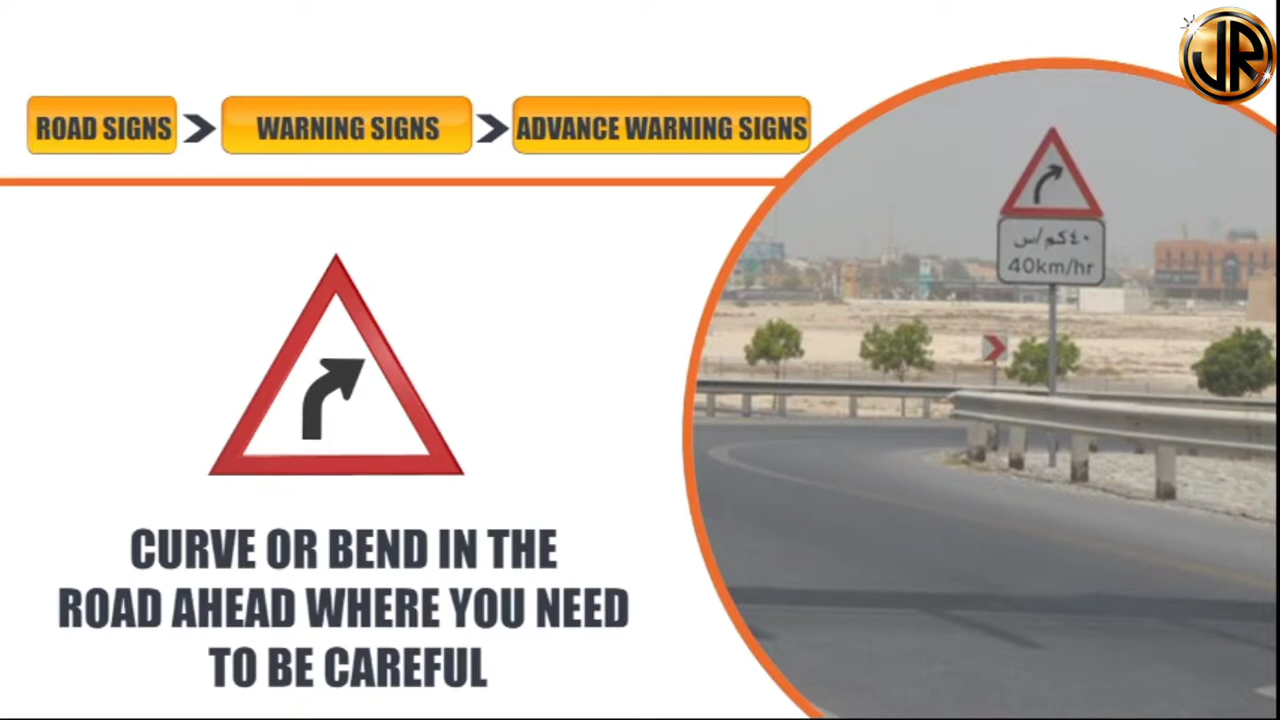 JR
ROAD SIGNS
WARNING SIGNS
ADVANCE WARNING SIGNS
٤٠كم/س
40km/hr
CURVE OR BEND IN THE
ROAD AHEAD WHERE YOU NEED
TO BE CAREFUL